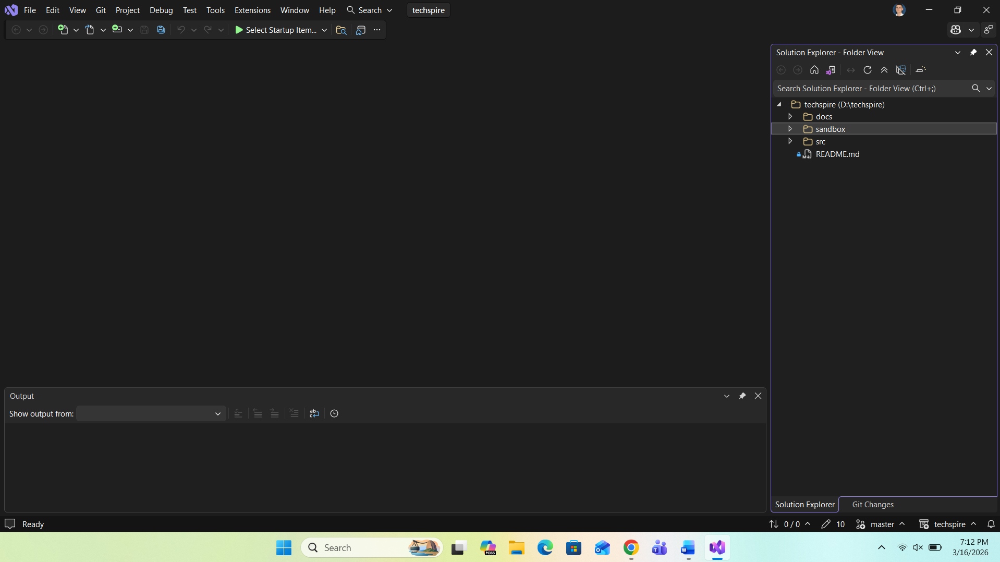 File Edit View Git Project Debug Test Tools Extensions Window Help Search techspire
Select Startup Item...
Solution Explorer - Folder View
Search Solution Explorer - Folder View (Ctrl+;)
techspire (D:\techspire)
docs
sandbox
src
README.md
Output
Show output from:
Solution Explorer Git Changes
Ready 0 / 0 10 master techspire
Search
M365
7:12 PM
3/16/2026